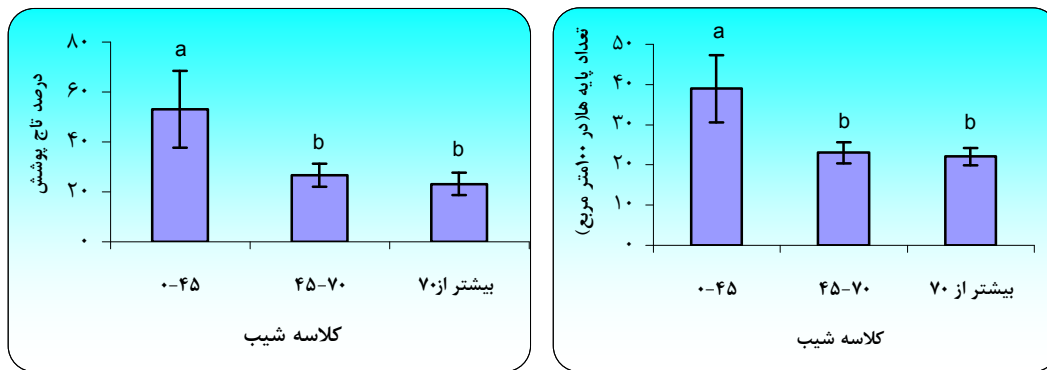 درصد تاج پوشش
۸۰
۶۰
۴۰
۲۰
۰
a
b
b
۰-۴۵
۴۵-۷۰
بیشتر از۷۰
کلاسه شیب
تعداد پایه ها(در ۱۰۰متر مربع)
۵۰
۴۰
۳۰
۲۰
۱۰
۰
a
b
b
۰-۴۵
۴۵-۷۰
بیشتر از ۷۰
کلاسه شیب